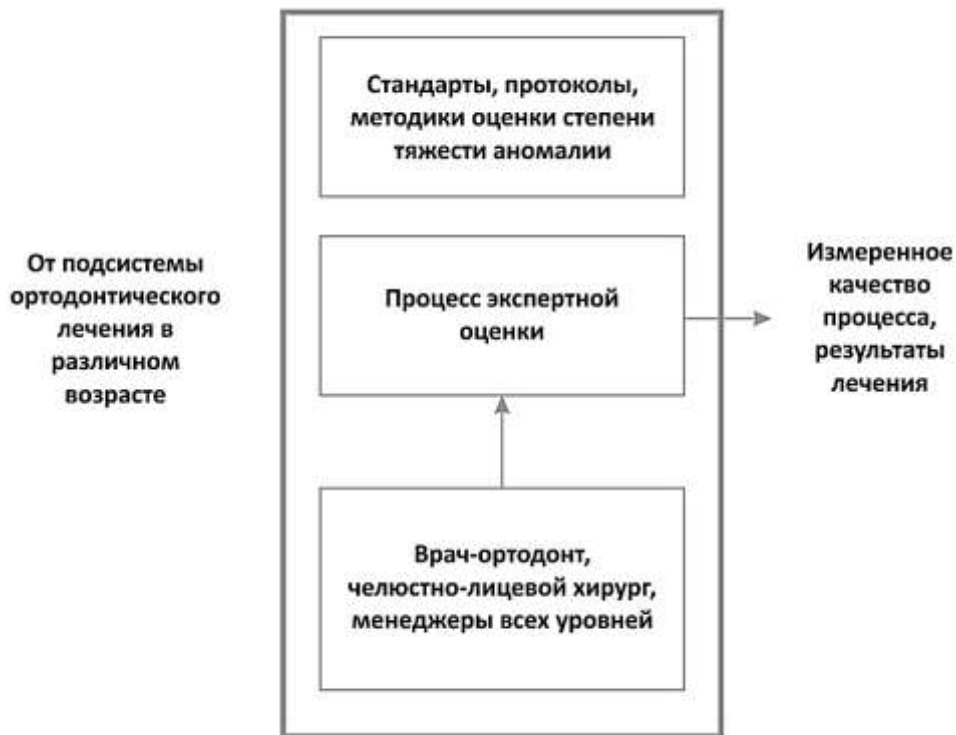 Стандарты, протоколы,
методики оценки степени
тяжести аномалии
От подсистемы
ортодонтического
лечения в
различном
возрасте
Процесс экспертной
оценки
Измеренное
качество
процесса,
результаты
лечения
Врач-ортодонт,
челюстно-лицевой хирург,
менеджеры всех уровней